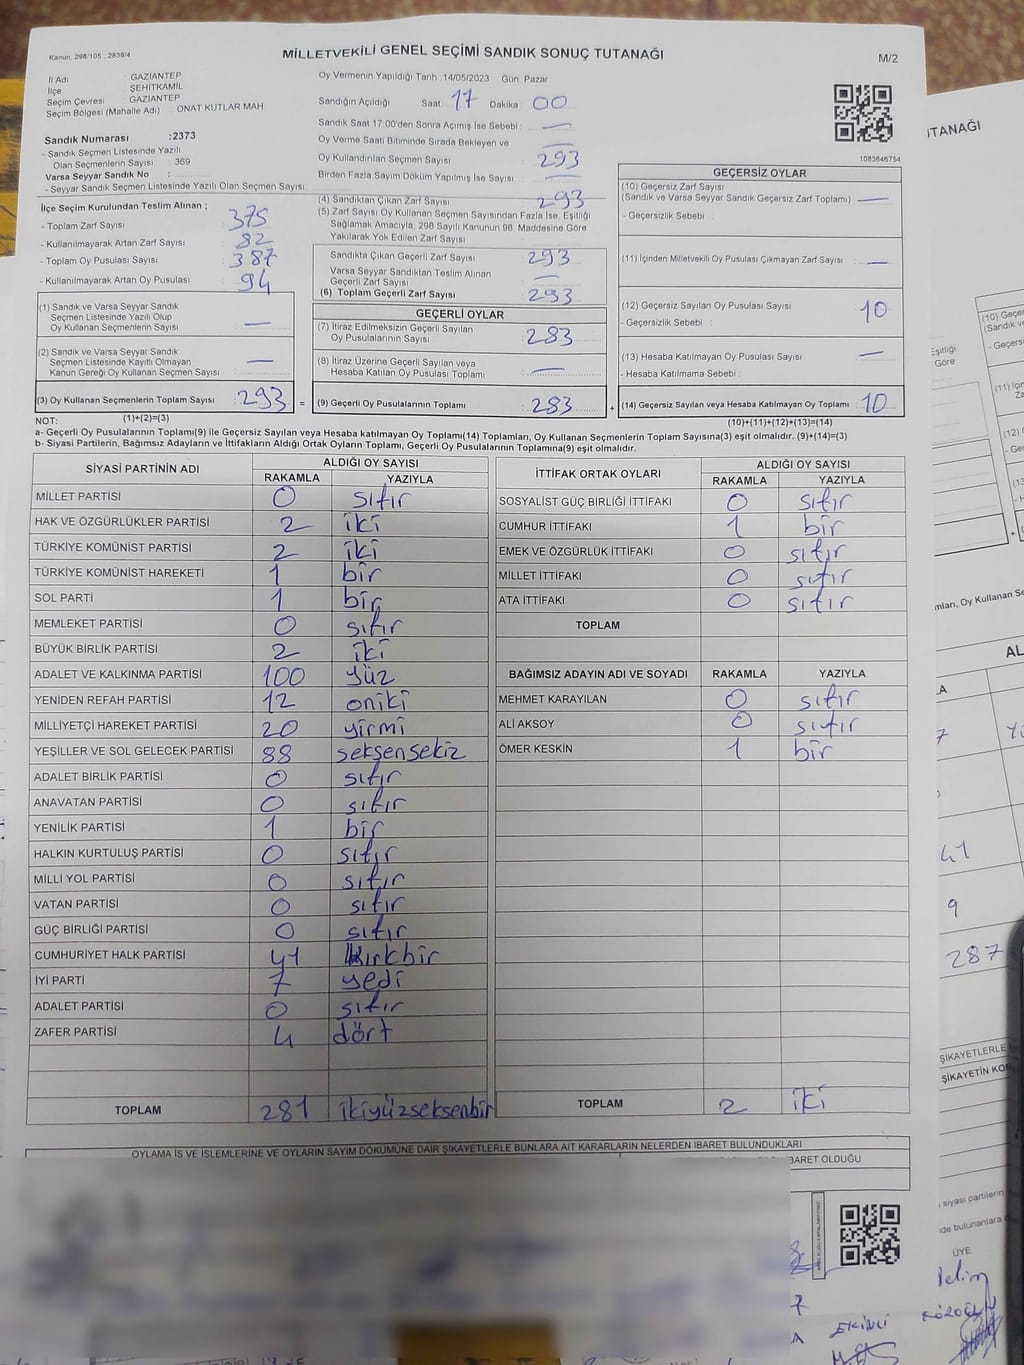 Kanun. 298/105 , 2839/4
MİLLETVEKİLİ GENEL SEÇİMİ SANDIK SONUÇ TUTANAĞI
M/2
İl Adı : GAZİANTEP
İlçe ŞEHİTKAMİL
Seçim Çevresi : GAZİANTEP
Seçim Bölgesi (Mahalle Adı) : ONAT KUTLAR MAH
Sandık Numarası :2373
- Sandık Seçmen Listesinde Yazılı
Olan Seçmenlerin Sayısı : 369
Varsa Seyyar Sandık No :
- Seyyar Sandık Seçmen Listesinde Yazılı Olan Seçmen Sayısı :
Oy Vermenin Yapıldığı Tarih :14/05/2023 Gün: Pazar
Sandığın Açıldığı Saat: 17 Dakika : 00
Sandık Saat 17.00'den Sonra Açımış İse Sebebi : —
Oy Verme Saati Bitiminde Sırada Bekleyen ve —
Oy Kullandırılan Seçmen Sayısı : 293
Birden Fazla Sayım Döküm Yapılmış İse Sayısı : —
1083646754
İlçe Seçim Kurulundan Teslim Alınan ;
- Toplam Zarf Sayısı : 375
- Kullanılmayarak Artan Zarf Sayısı : 82
- Toplam Oy Pusulası Sayısı : 387
- Kullanılmayarak Artan Oy Pusulası : 94
(1) Sandık ve Varsa Seyyar Sandık
Seçmen Listesinde Yazılı Olup
Oy Kullanan Seçmenlerin Sayısı : —
(2) Sandık ve Varsa Seyyar Sandık
Seçmen Listesinde Kayıtlı Olmayan
Kanun Gereği Oy Kullanan Seçmen Sayısı : —
(3) Oy Kullanan Seçmenlerin Toplam Sayısı : 293 =
(1)+(2)=(3)
(4) Sandıktan Çıkan Zarf Sayısı : 293
(5) Zarf Sayısı Oy Kullanan Seçmen Sayısından Fazla İse, Eşitliği
Sağlamak Amacıyla; 298 Sayılı Kanunun 98. Maddesine Göre
Yakılarak Yok Edilen Zarf Sayısı :
Sandıkta Çıkan Geçerli Zarf Sayısı : 293
Varsa Seyyar Sandıktan Teslim Alınan
Geçerli Zarf Sayısı : —
(6) Toplam Geçerli Zarf Sayısı : 293
GEÇERLİ OYLAR
(7) İtiraz Edilmeksizin Geçerli Sayılan
Oy Pusulalarının Sayısı : 283
(8) İtiraz Üzerine Geçerli Sayılan veya
Hesaba Katılan Oy Pusulası Toplamı : —
(9) Geçerli Oy Pusulalarının Toplamı : 283 +
GEÇERSİZ OYLAR
(10) Geçersiz Zarf Sayısı
(Sandık ve Varsa Seyyar Sandık Geçersiz Zarf Toplamı) : —
- Geçersizlik Sebebi :
(11) İçinden Milletvekili Oy Pusulası Çıkmayan Zarf Sayısı : —
(12) Geçersiz Sayılan Oy Pusulası Sayısı : 10
- Geçersizlik Sebebi :
(13) Hesaba Katılmayan Oy Pusulası Sayısı : —
- Hesaba Katılmama Sebebi :
(14) Geçersiz Sayılan veya Hesaba Katılmayan Oy Toplamı : 10
(10)+(11)+(12)+(13)=(14)
NOT:
a- Geçerli Oy Pusulalarının Toplamı(9) ile Geçersiz Sayılan veya Hesaba katılmayan Oy Toplamı(14) Toplamları, Oy Kullanan Seçmenlerin Toplam Sayısına(3) eşit olmalıdır. (9)+(14)=(3)
b- Siyasi Partilerin, Bağımsız Adayların ve İttifakların Aldığı Ortak Oyların Toplamı, Geçerli Oy Pusulalarının Toplamına(9) eşit olmalıdır.
SİYASİ PARTİNİN ADI ALDIĞI OY SAYISI
RAKAMLA YAZIYLA
MİLLET PARTİSİ 0 sıfır
HAK VE ÖZGÜRLÜKLER PARTİSİ 2 iki
TÜRKİYE KOMÜNİST PARTİSİ 2 iki
TÜRKİYE KOMÜNİST HAREKETİ 1 bir
SOL PARTİ 1 bir
MEMLEKET PARTİSİ 0 sıfır
BÜYÜK BİRLİK PARTİSİ 2 iki
ADALET VE KALKINMA PARTİSİ 100 yüz
YENİDEN REFAH PARTİSİ 12 oniki
MİLLİYETÇİ HAREKET PARTİSİ 20 yirmi
YEŞİLLER VE SOL GELECEK PARTİSİ 88 seksensekiz
ADALET BİRLİK PARTİSİ 0 sıfır
ANAVATAN PARTİSİ 0 sıfır
YENİLİK PARTİSİ 1 bir
HALKIN KURTULUŞ PARTİSİ 0 sıfır
MİLLİ YOL PARTİSİ 0 sıfır
VATAN PARTİSİ 0 sıfır
GÜÇ BİRLİĞİ PARTİSİ 0 sıfır
CUMHURİYET HALK PARTİSİ 41 kırkbir
İYİ PARTİ 7 yedi
ADALET PARTİSİ 0 sıfır
ZAFER PARTİSİ 4 dört
TOPLAM 281 ikiyüzseksenbir
İTTİFAK ORTAK OYLARI ALDIĞI OY SAYISI
RAKAMLA YAZIYLA
SOSYALİST GÜÇ BİRLİĞİ İTTİFAKI 0 sıfır
CUMHUR İTTİFAKI 1 bir
EMEK VE ÖZGÜRLÜK İTTİFAKI 0 sıfır
MİLLET İTTİFAKI 0 sıfır
ATA İTTİFAKI 0 sıfır
TOPLAM
BAĞIMSIZ ADAYIN ADI VE SOYADI RAKAMLA YAZIYLA
MEHMET KARAYILAN 0 sıfır
ALİ AKSOY 0 sıfır
ÖMER KESKİN 1 bir
TOPLAM 2 iki
OYLAMA İŞ VE İŞLEMLERİNE VE OYLARIN SAYIM DÖKÜMÜNE DAİR ŞİKAYETLERLE BUNLARA AİT KARARLARIN NELERDEN İBARET BULUNDUKLARI
BARET OLDUĞU
EKİNCİ
TANAĞI
(10) Geçer
(Sandık ve
- Geçers
Eşitliği
Göre
(11) İçin
(12) G
mları, Oy Kullanan Se
AL
41
9
287
ŞİKAYETLERLE
ŞİKAYETİN KON
siyasi partilerin
de bulunanlara
ÜYE
Pelin